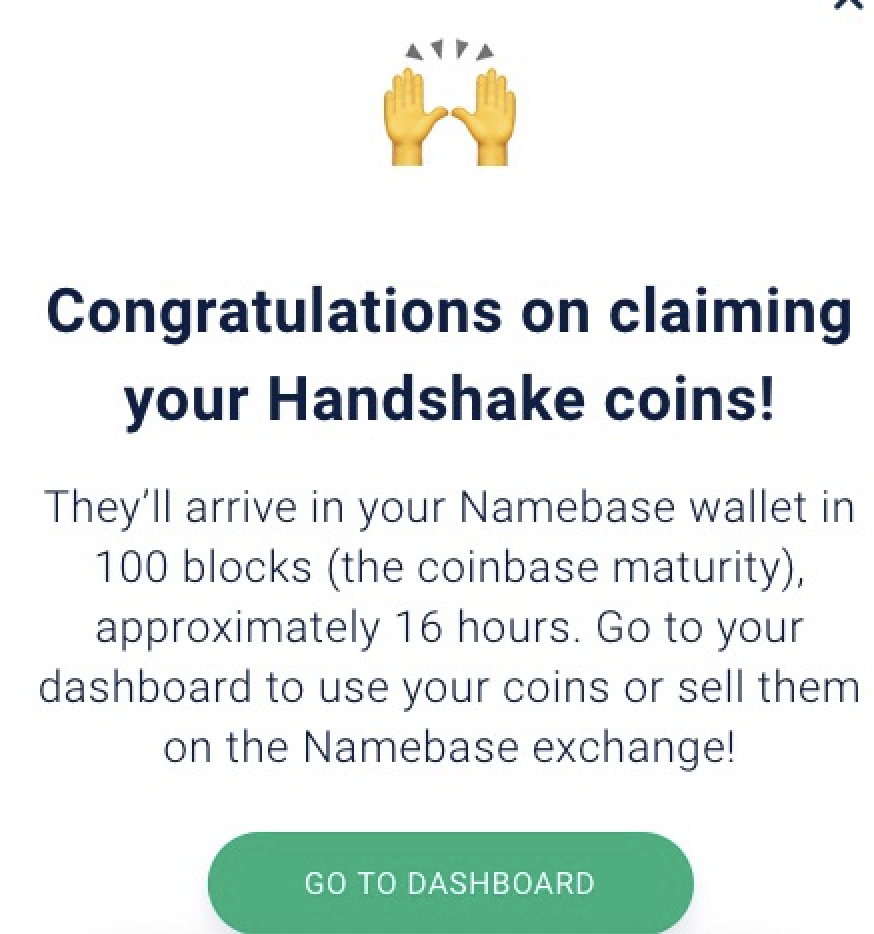 Congratulations on claiming
your Handshake coins!
They’ll arrive in your Namebase wallet in
100 blocks (the coinbase maturity),
approximately 16 hours. Go to your
dashboard to use your coins or sell them
on the Namebase exchange!
GO TO DASHBOARD